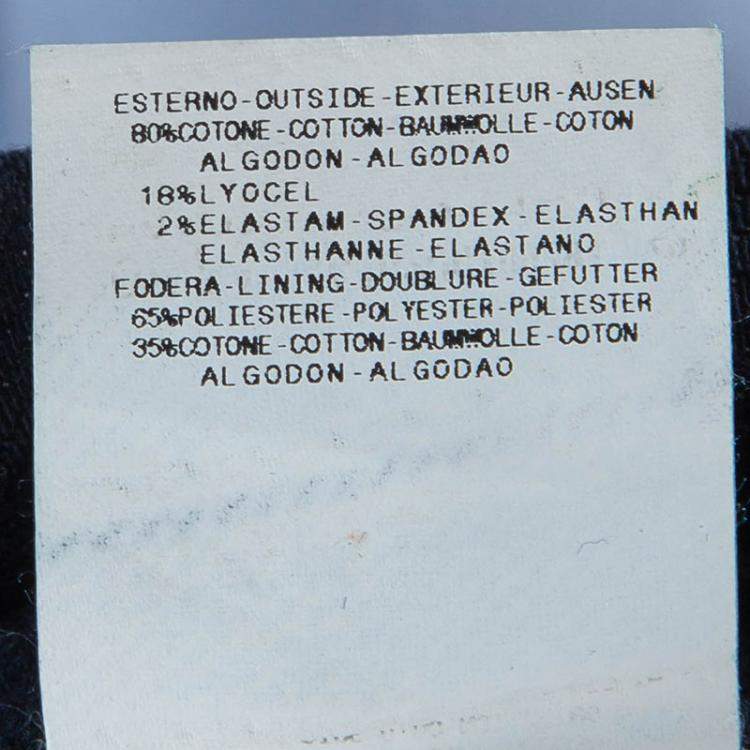 ESTERNO-OUTSIDE-EXTERIEUR-AUSEN
80%COTONE-COTTON-BAUMWOLLE-COTON
ALGODON-ALGODAO
18%LYOCEL
2%ELASTAM-SPANDEX-ELASTHAN
ELASTHANNE-ELASTANO
FODERA-LINING-DOUBLURE-GEFUTTER
65%POLIESTERE-POLYESTER-POLIESTER
35%COTONE-COTTON-BAUMWOLLE-COTON
ALGODON-ALGODAO